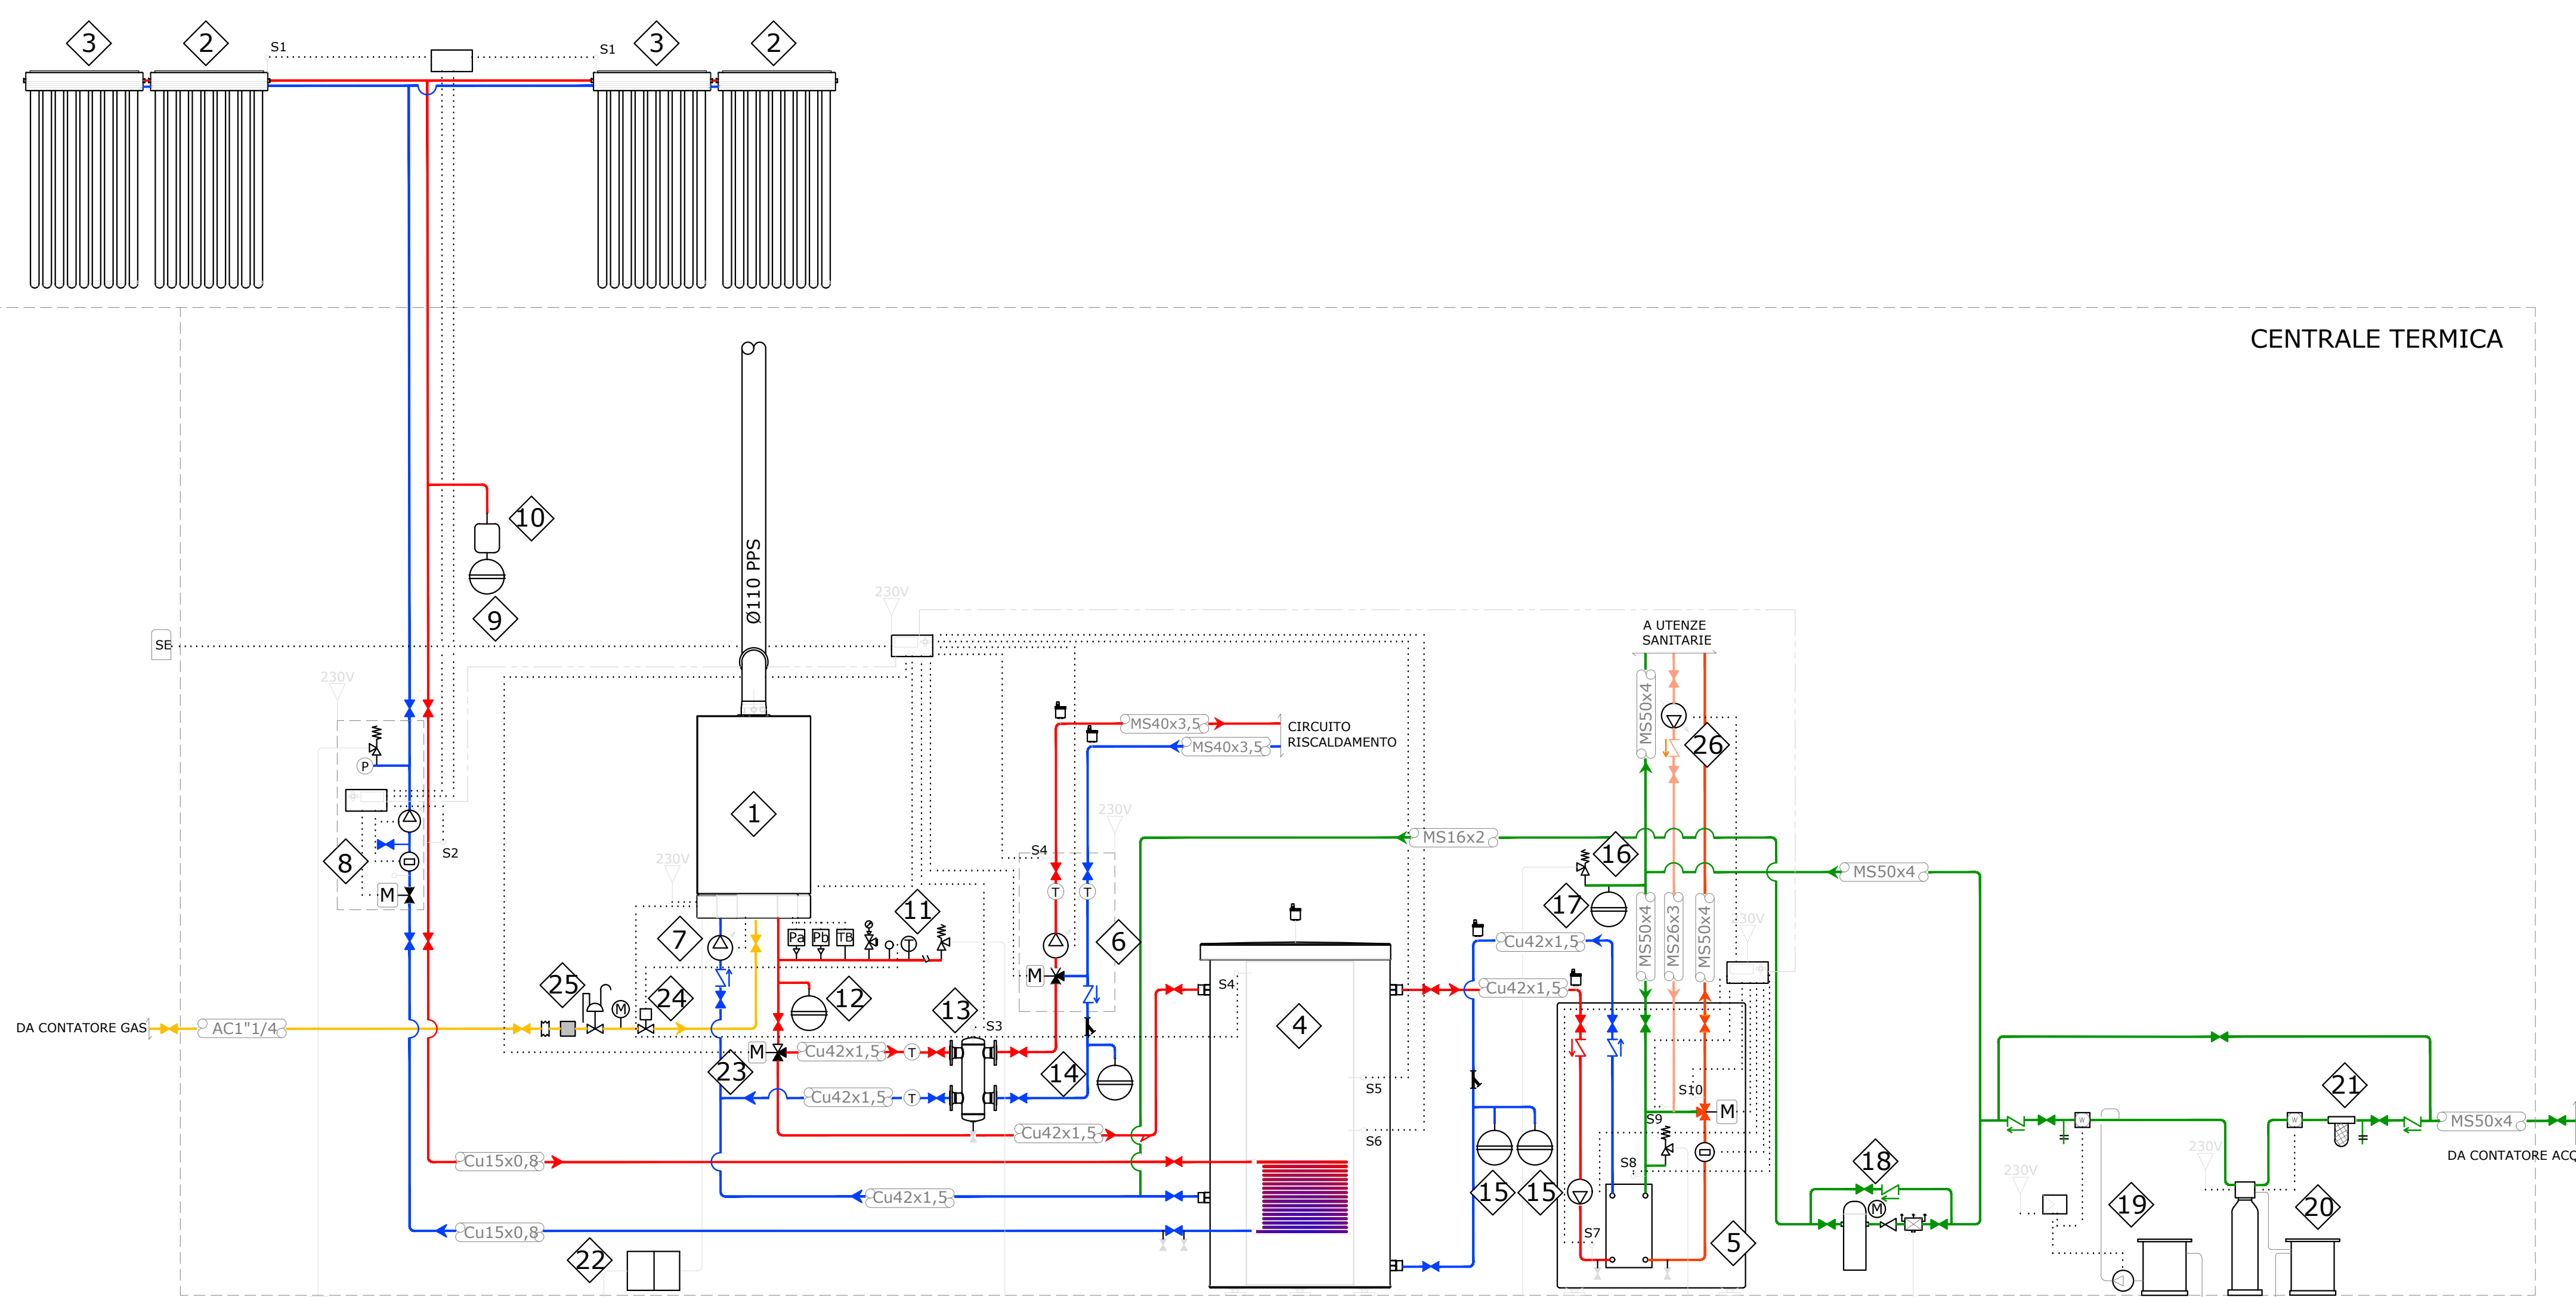 3
2
S1
S1
3
2
CENTRALE TERMICA
10
9
Ø110 PPS
230V
SE
A UTENZE
SANITARIE
230V
MS50x4
26
MS40x3,5
CIRCUITO
RISCALDAMENTO
MS40x3,5
P
1
230V
8
S2
M
230V
S4
T
T
MS16x2
16
MS50x4
17
11
7
Pa
Pb
TB
T
6
M
Cu42x1,5
MS50x4
MS26x3
MS50x4
230V
25
M
24
12
S4
Cu42x1,5
13
S3
4
DA CONTATORE GAS
AC1"1/4
M
Cu42x1,5
T
23
14
Cu42x1,5
T
S5
S10
M
S9
21
MS50x4
Cu42x1,5
S6
DA CONTATORE ACQ
W
W
Cu15x0,8
S8
18
230V
230V
Cu42x1,5
15
15
M
19
20
Cu15x0,8
S7
5
22